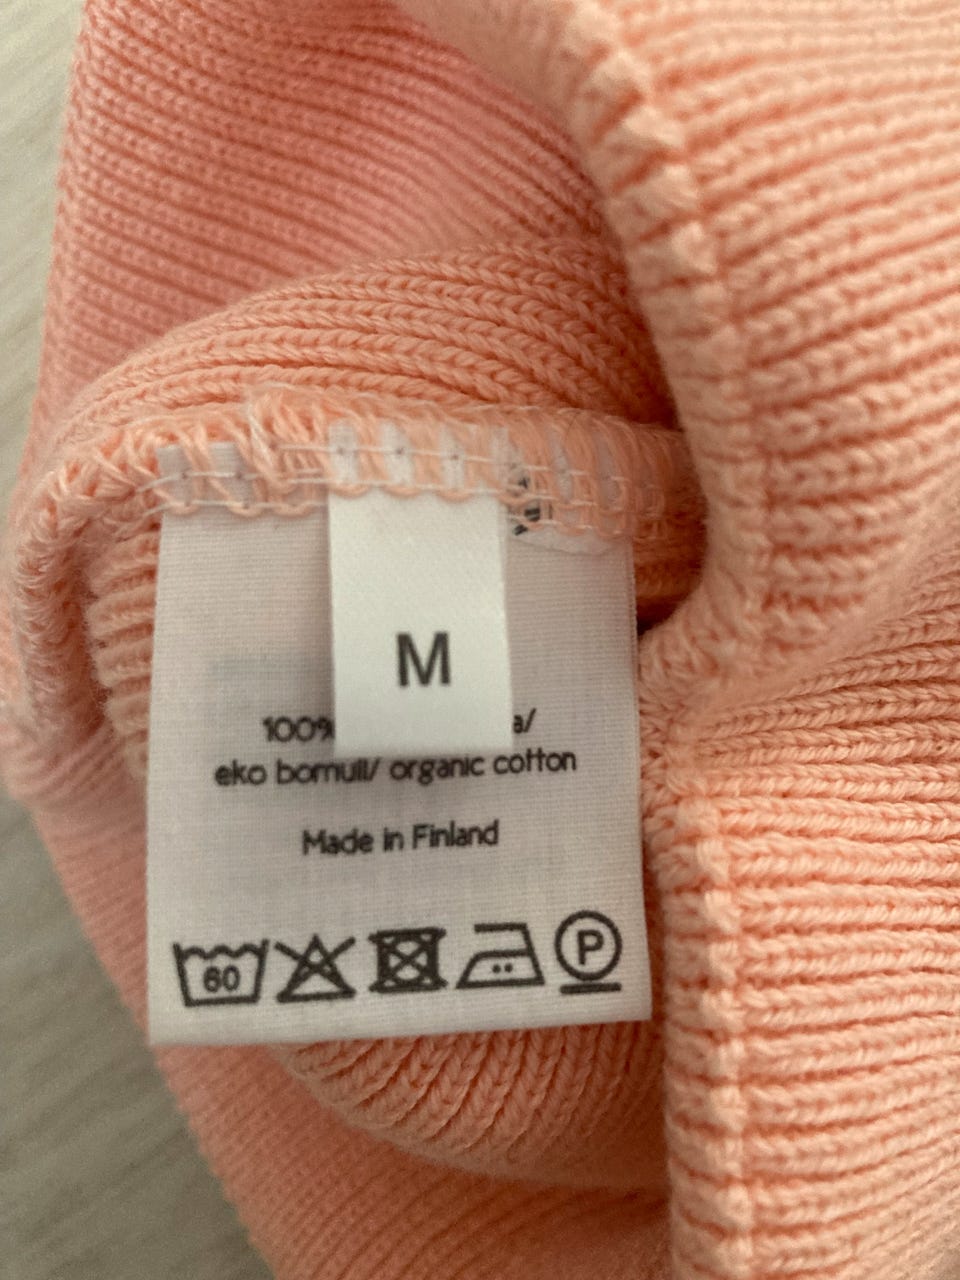 M
100%
a/
eko bomull/ organic cotton
Made in Finland
60
P